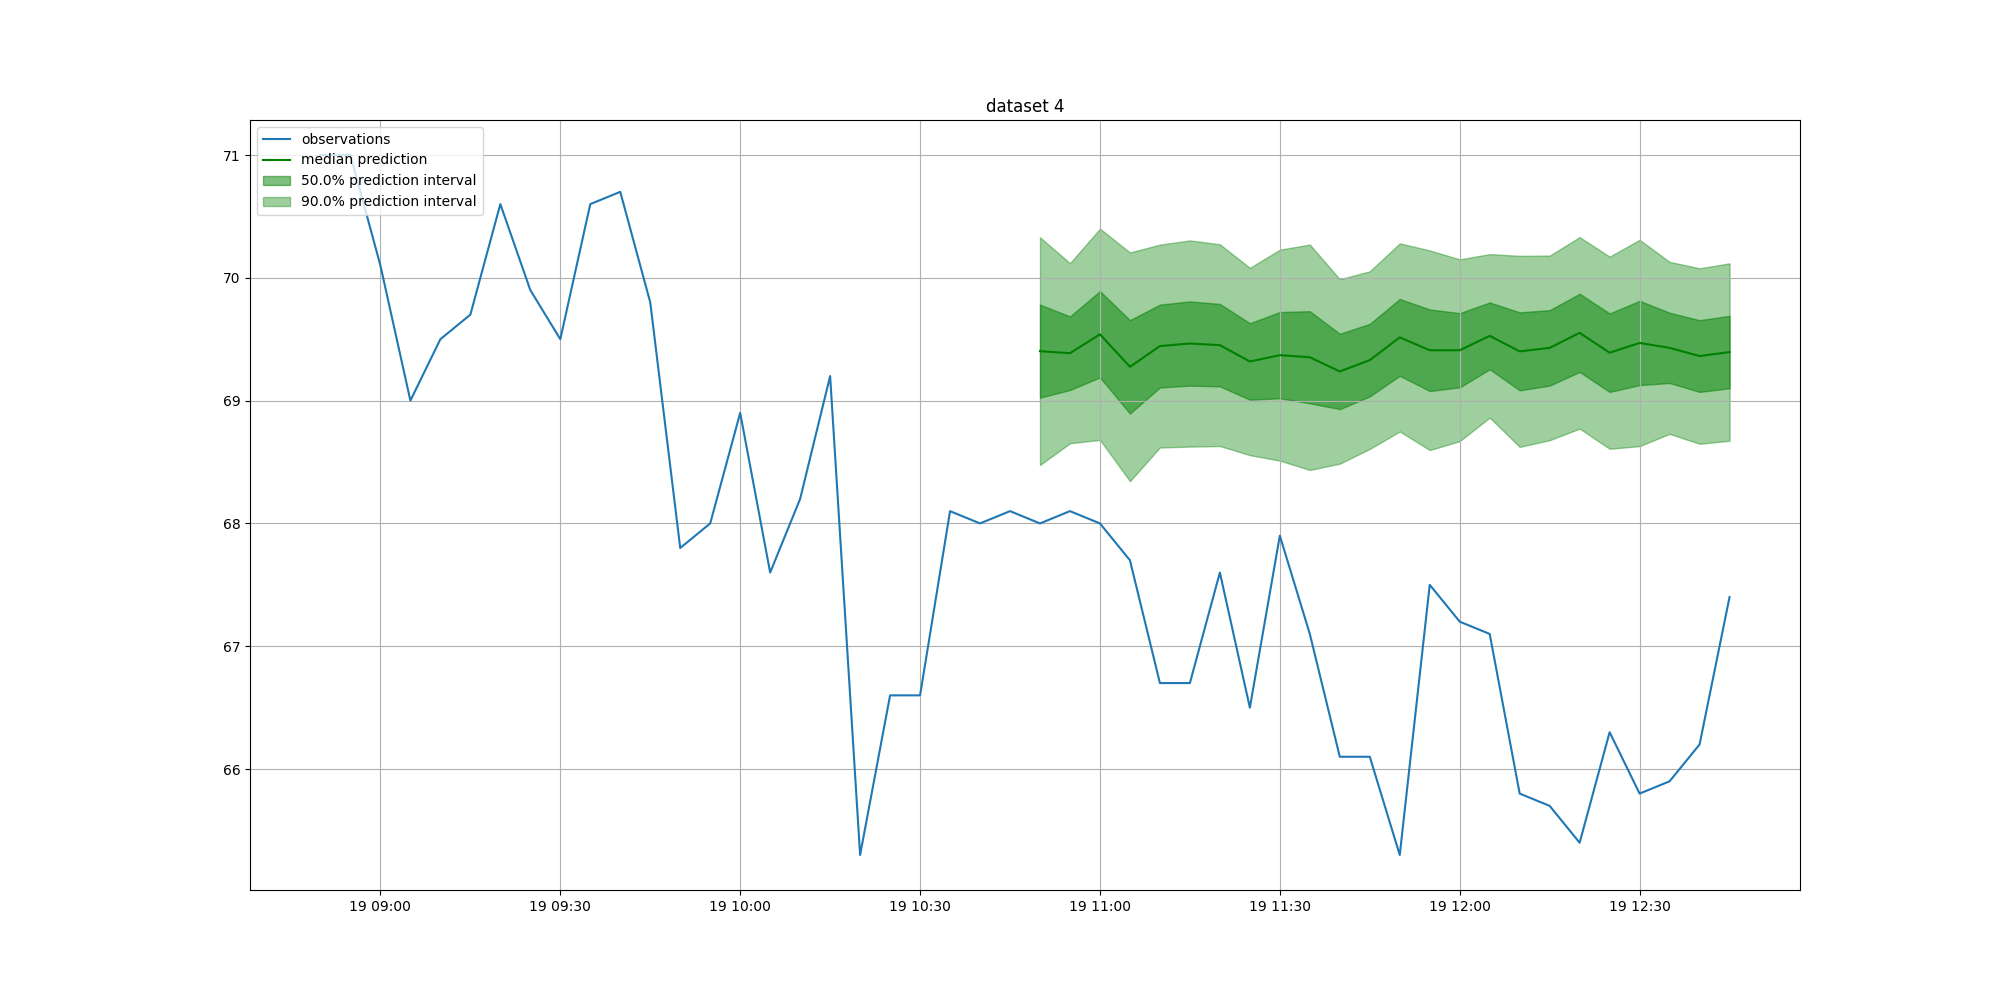 dataset 4
observations
median prediction
50.0% prediction interval
90.0% prediction interval
71
70
69
68
67
66
19 09:00 19 09:30 19 10:00 19 10:30 19 11:00 19 11:30 19 12:00 19 12:30